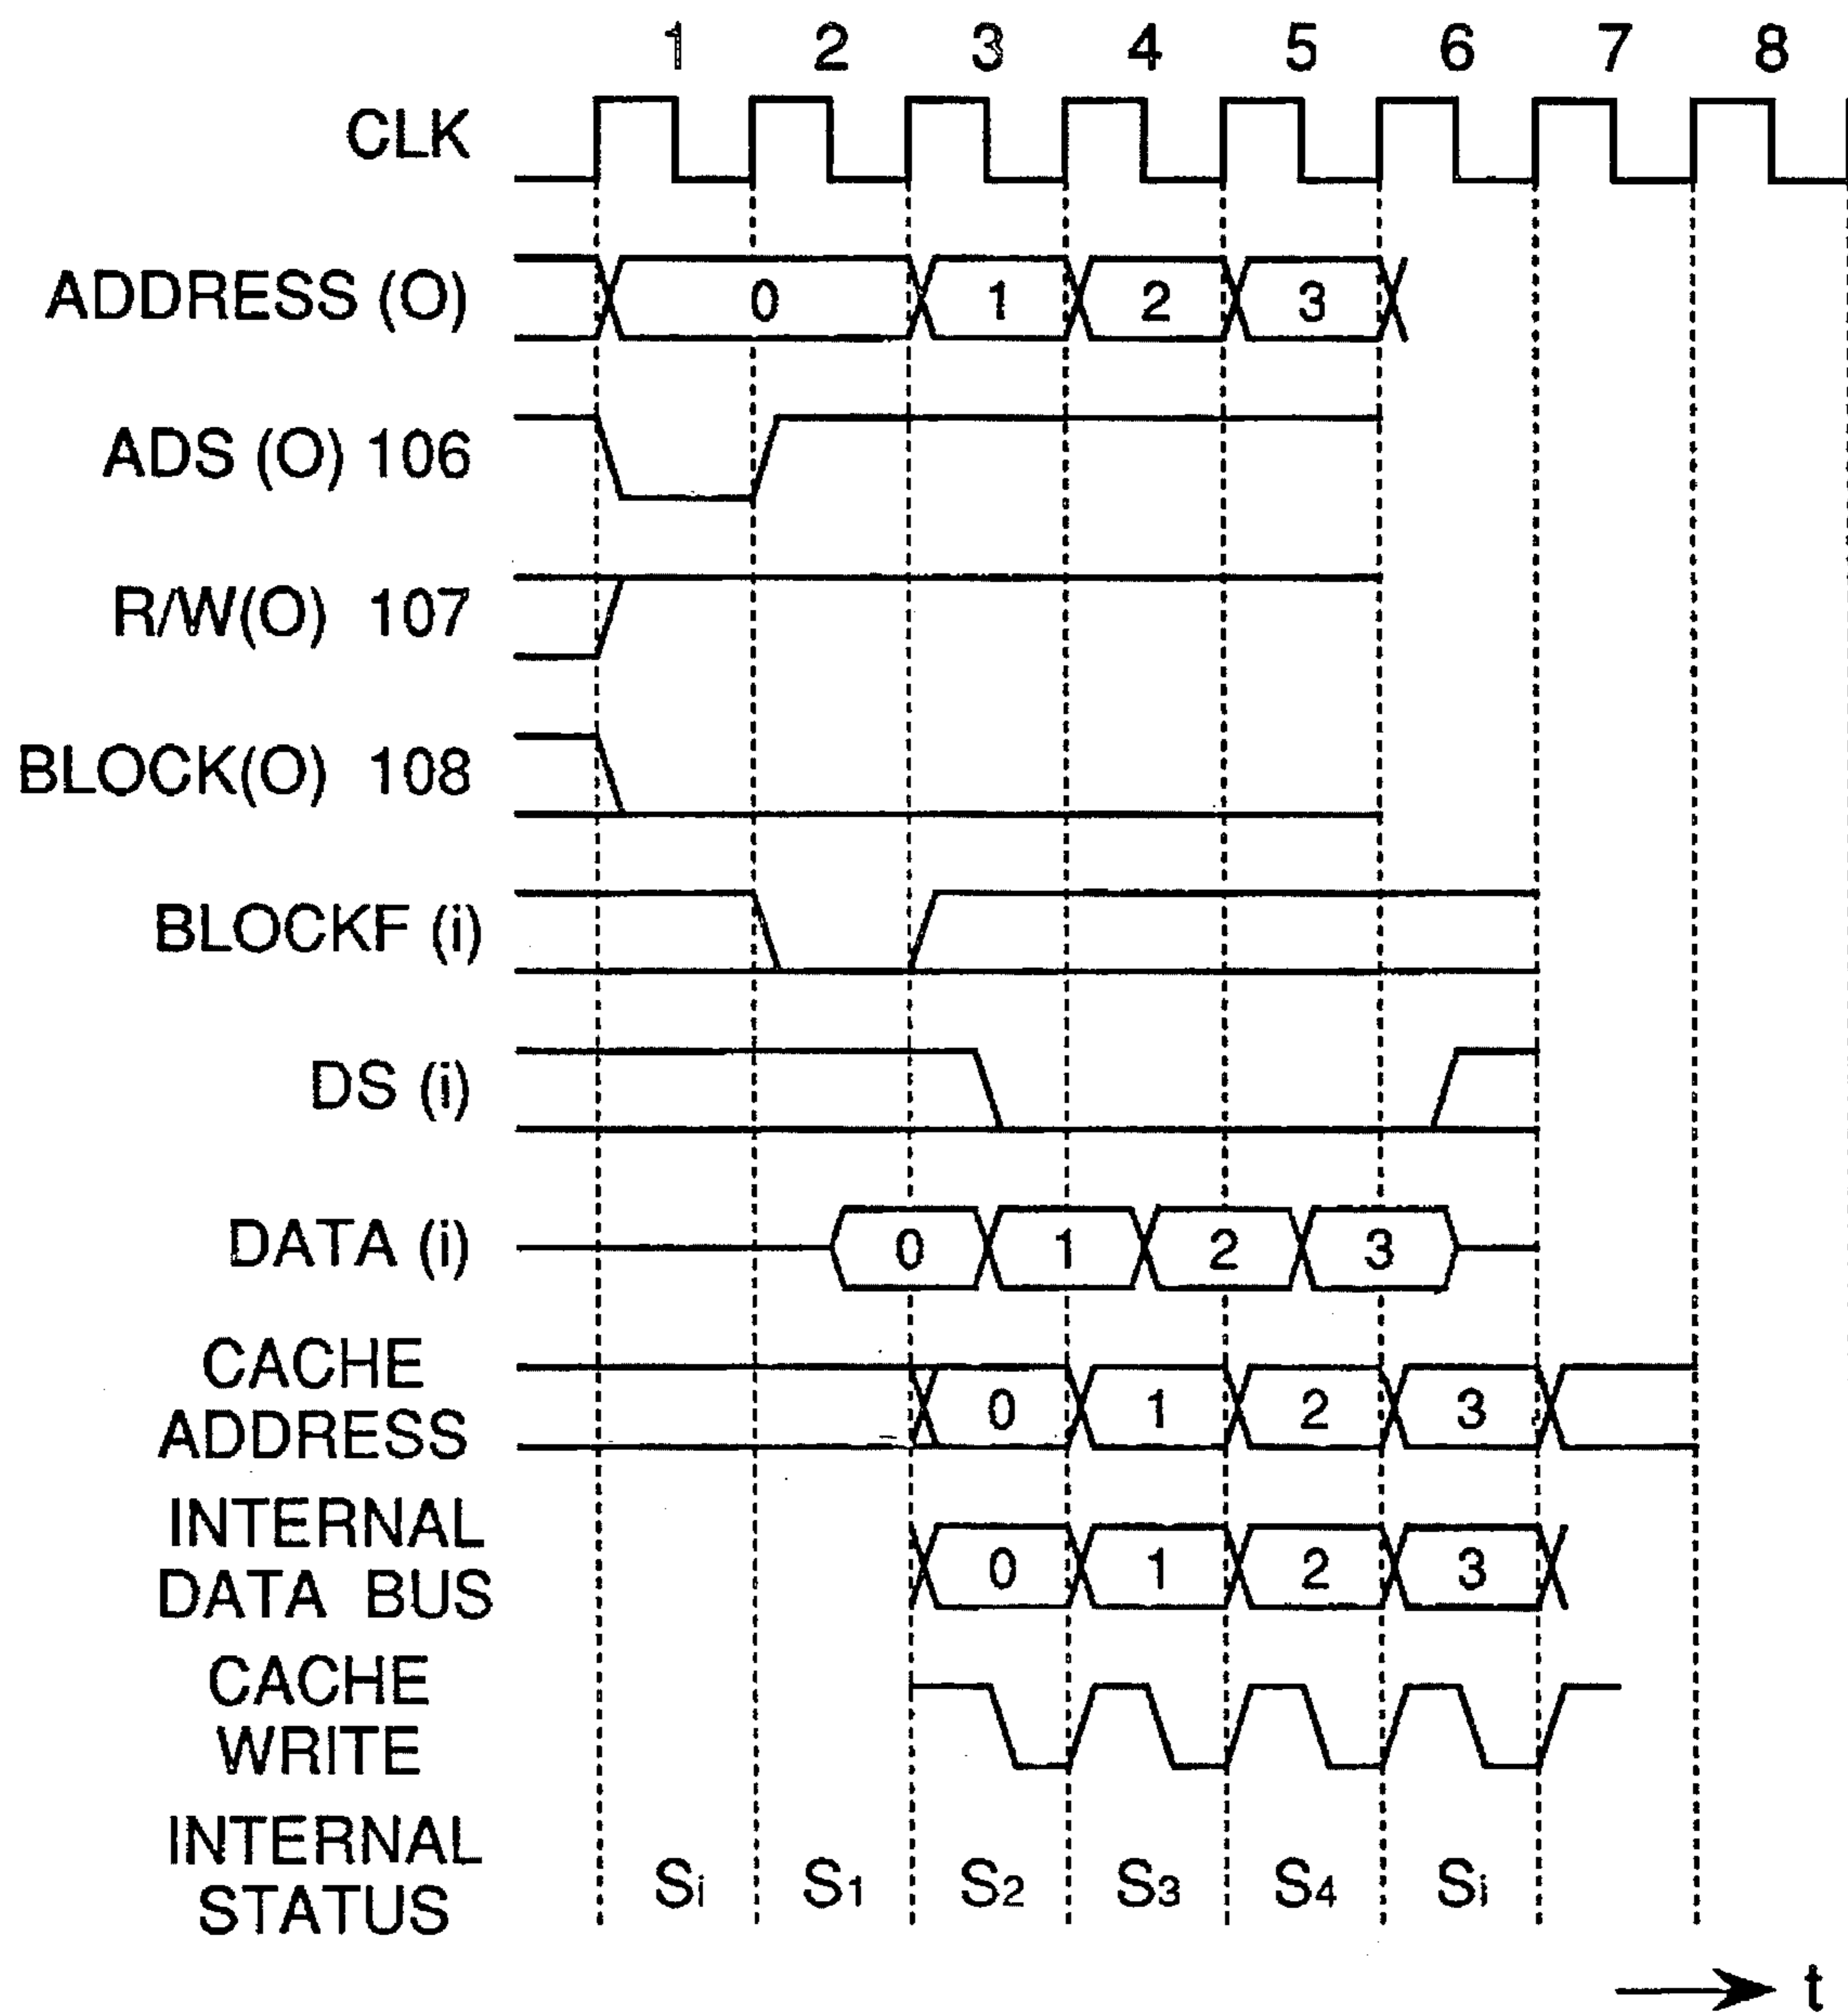 1 2 3 4 5 6 7 8
CLK
ADDRESS (O) 0 1 2 3
ADS (O) 106
R/W(O) 107
BLOCK(O) 108
BLOCKF (i)
DS (i)
DATA (i) 0 1 2 3
CACHE
ADDRESS 0 1 2 3
INTERNAL
DATA BUS 0 1 2 3
CACHE
WRITE
INTERNAL
STATUS Si S1 S2 S3 S4 Si
t